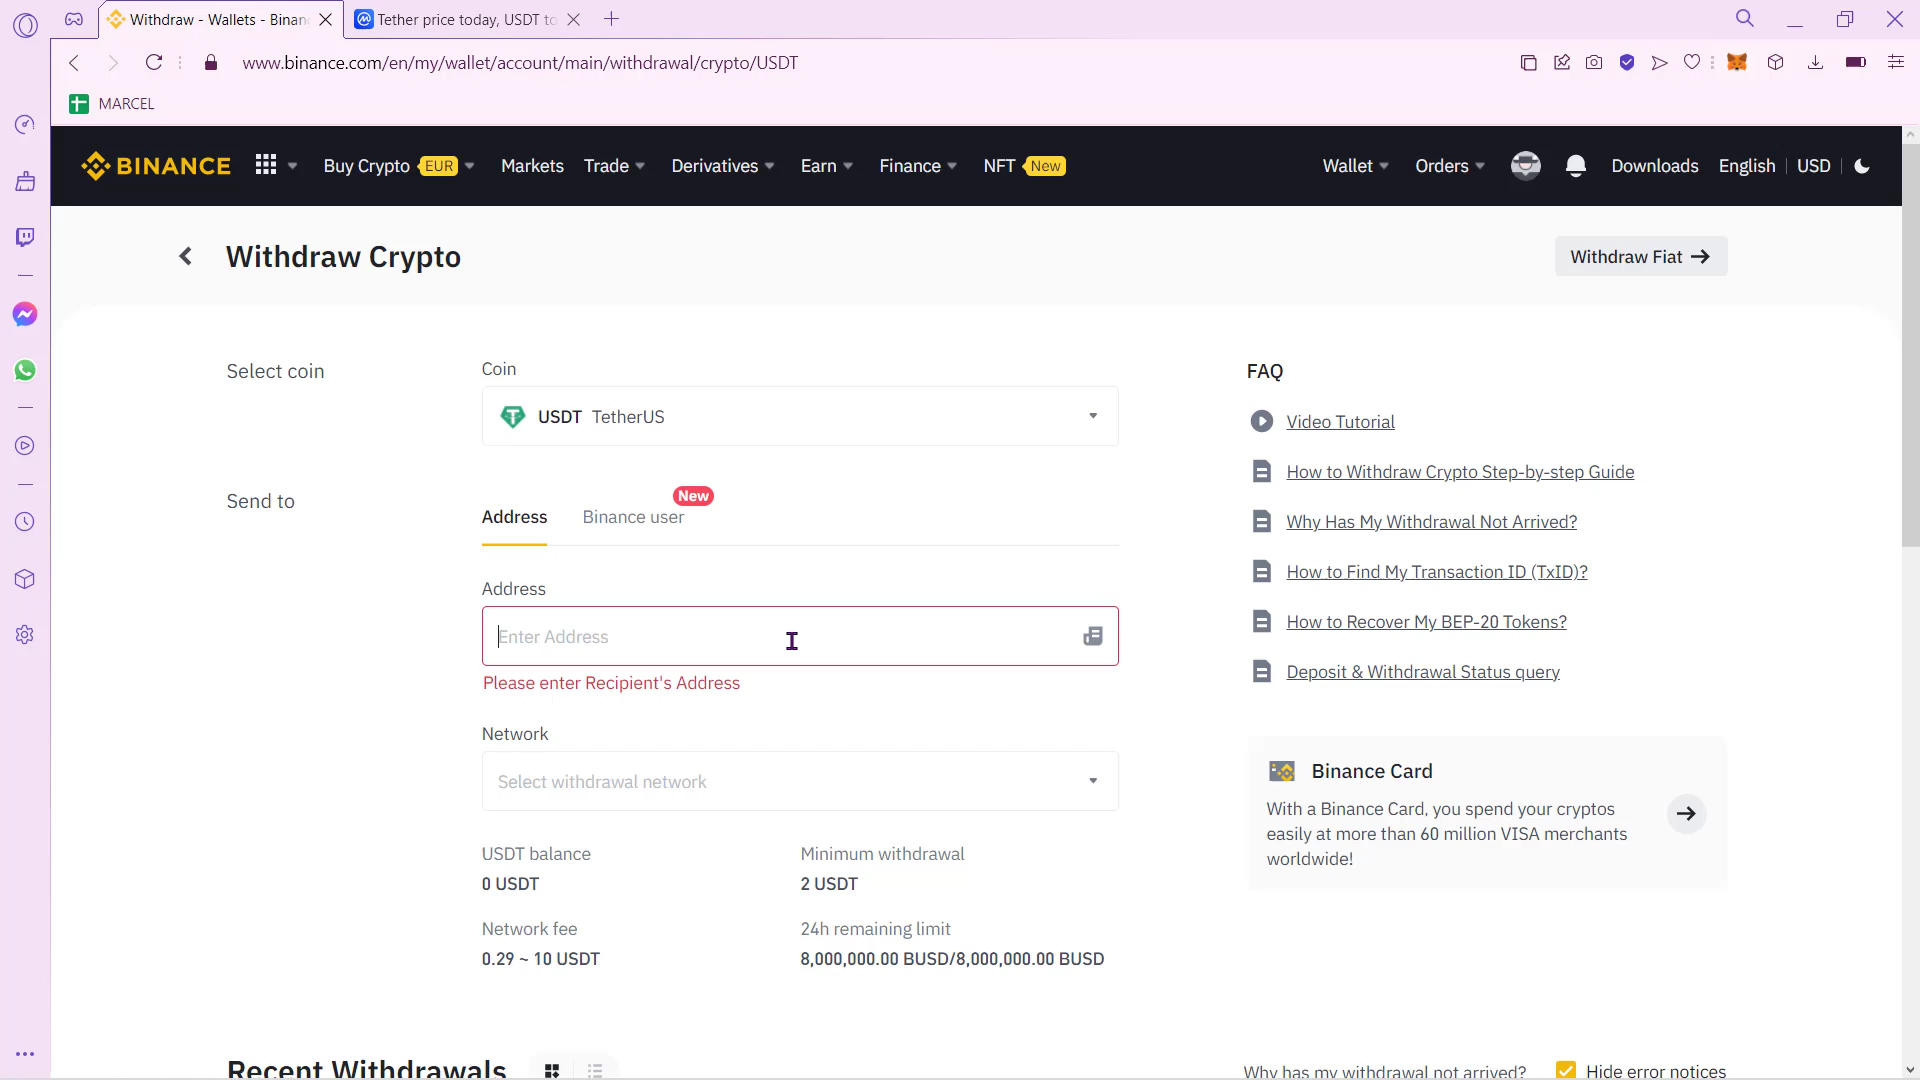 Withdraw - Wallets - Binan
Tether price today, USDT to
www.binance.com/en/my/wallet/account/main/withdrawal/crypto/USDT
MARCEL
BINANCE
Buy Crypto EUR
Markets
Trade
Derivatives
Earn
Finance
NFT New
Wallet
Orders
Downloads
English
USD
Withdraw Crypto
Withdraw Fiat
Select coin
Coin
USDT TetherUS
Send to
Address
Binance user
New
Address
Enter Address
Please enter Recipient's Address
Network
Select withdrawal network
USDT balance
0 USDT
Minimum withdrawal
2 USDT
Network fee
0.29 ~ 10 USDT
24h remaining limit
8,000,000.00 BUSD/8,000,000.00 BUSD
FAQ
Video Tutorial
How to Withdraw Crypto Step-by-step Guide
Why Has My Withdrawal Not Arrived?
How to Find My Transaction ID (TxID)?
How to Recover My BEP-20 Tokens?
Deposit & Withdrawal Status query
Binance Card
With a Binance Card, you spend your cryptos
easily at more than 60 million VISA merchants
worldwide!
Recent Withdrawals
Why has my withdrawal not arrived?
Hide error notices